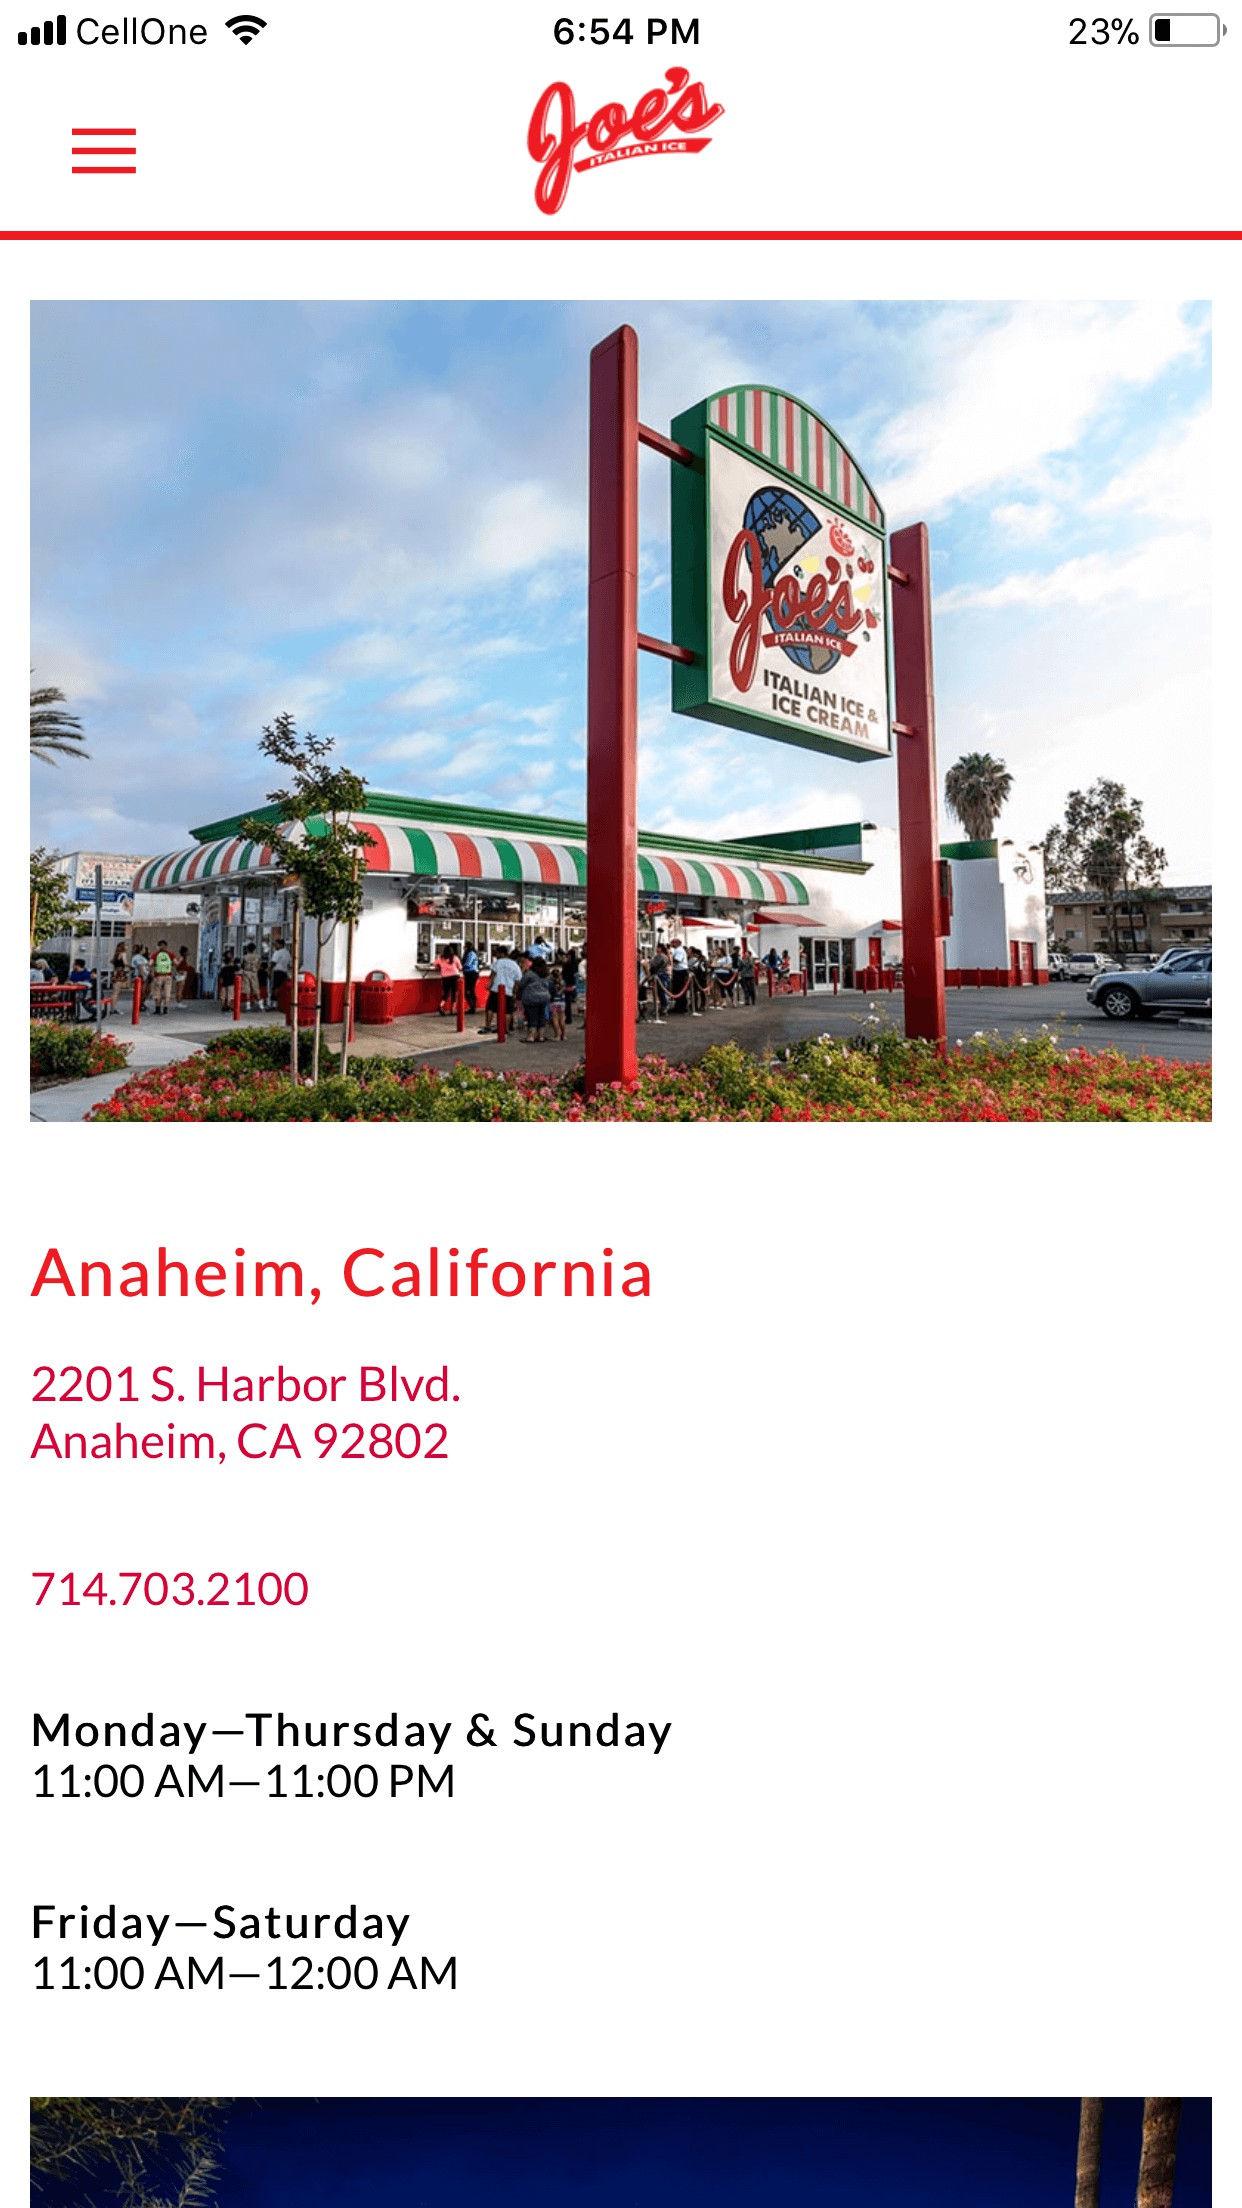 CellOne
6:54 PM
23%
Joe's
ITALIAN ICE
Joe's
ITALIAN ICE
ITALIAN ICE &
ICE CREAM
Anaheim, California
2201 S. Harbor Blvd.
Anaheim, CA 92802
714.703.2100
Monday—Thursday & Sunday
11:00 AM—11:00 PM
Friday—Saturday
11:00 AM—12:00 AM